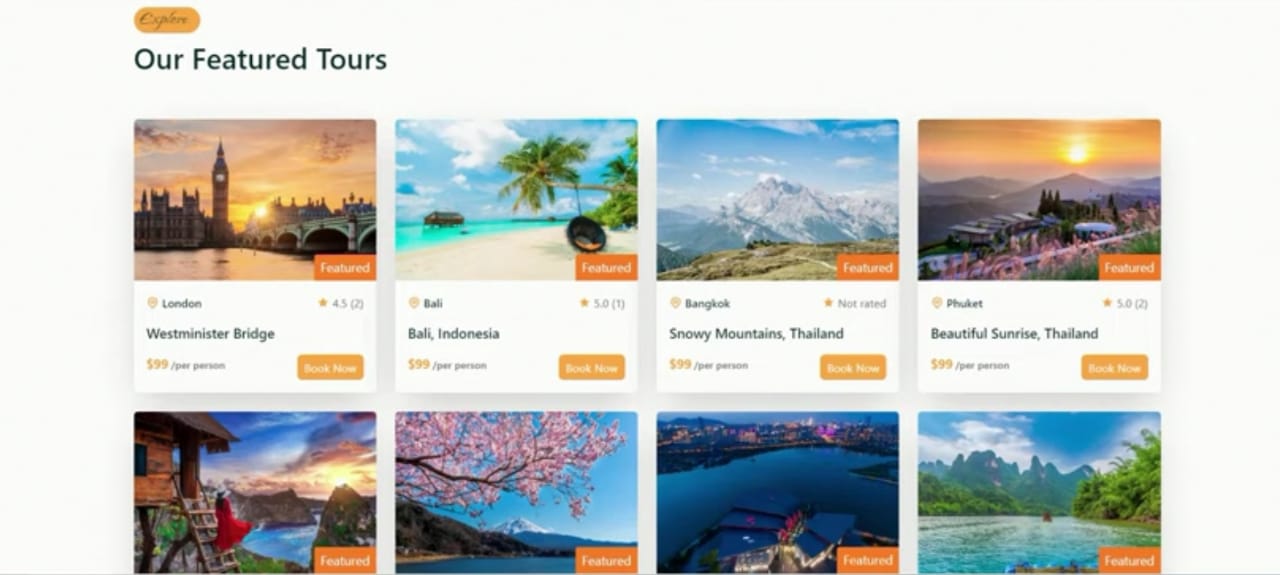 Explore
Our Featured Tours
Featured
Featured
Featured
Featured
London 4.5 (2)
Bali 5.0 (1)
Bangkok Not rated
Phuket 5.0 (2)
Westminister Bridge
Bali, Indonesia
Snowy Mountains, Thailand
Beautiful Sunrise, Thailand
$99 /per person Book Now
$99 /per person Book Now
$99 /per person Book Now
$99 /per person Book Now
Featured
Featured
Featured
Featured